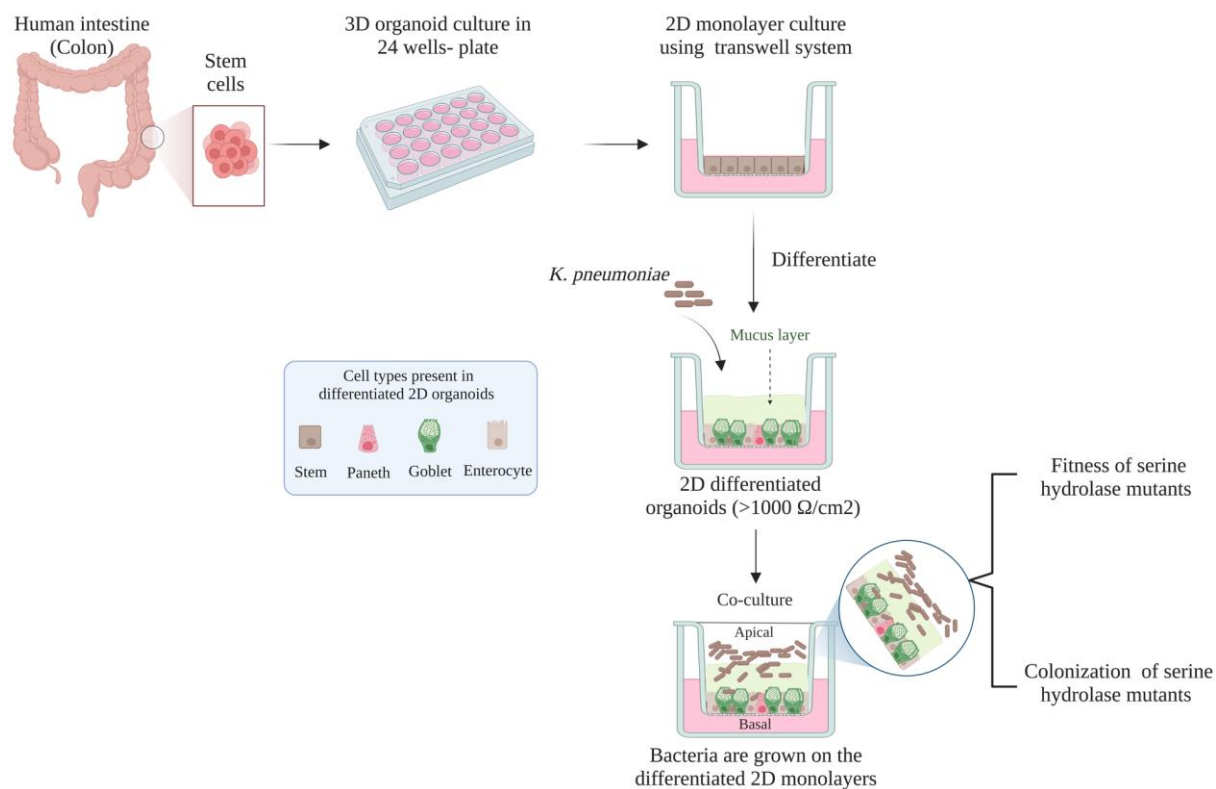 Human intestine
(Colon)
Stem
cells
3D organoid culture in
24 wells- plate
2D monolayer culture
using transwell system
Differentiate
K. pneumoniae
Mucus layer
Cell types present in
differentiated 2D organoids
Stem Paneth Goblet Enterocyte
2D differentiated
organoids (>1000 Ω/cm2)
Co-culture
Apical
Basal
Bacteria are grown on the
differentiated 2D monolayers
Fitness of serine
hydrolase mutants
Colonization of serine
hydrolase mutants